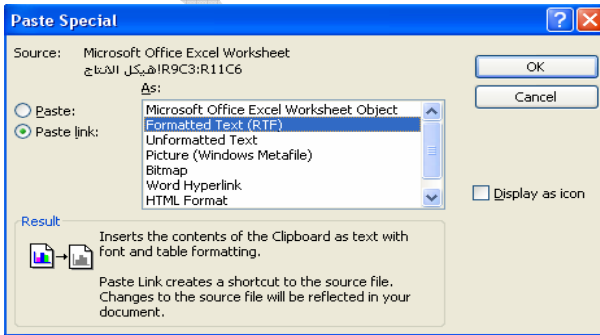 Paste Special
Source: Microsoft Office Excel Worksheet
هيكل الانتاج!R9C3:R11C6
As:
Paste:
Paste link:
Microsoft Office Excel Worksheet Object
Formatted Text (RTF)
Unformatted Text
Picture (Windows Metafile)
Bitmap
Word Hyperlink
HTML Format
OK
Cancel
Display as icon
Result
Inserts the contents of the Clipboard as text with
font and table formatting.
Paste Link creates a shortcut to the source file.
Changes to the source file will be reflected in your
document.